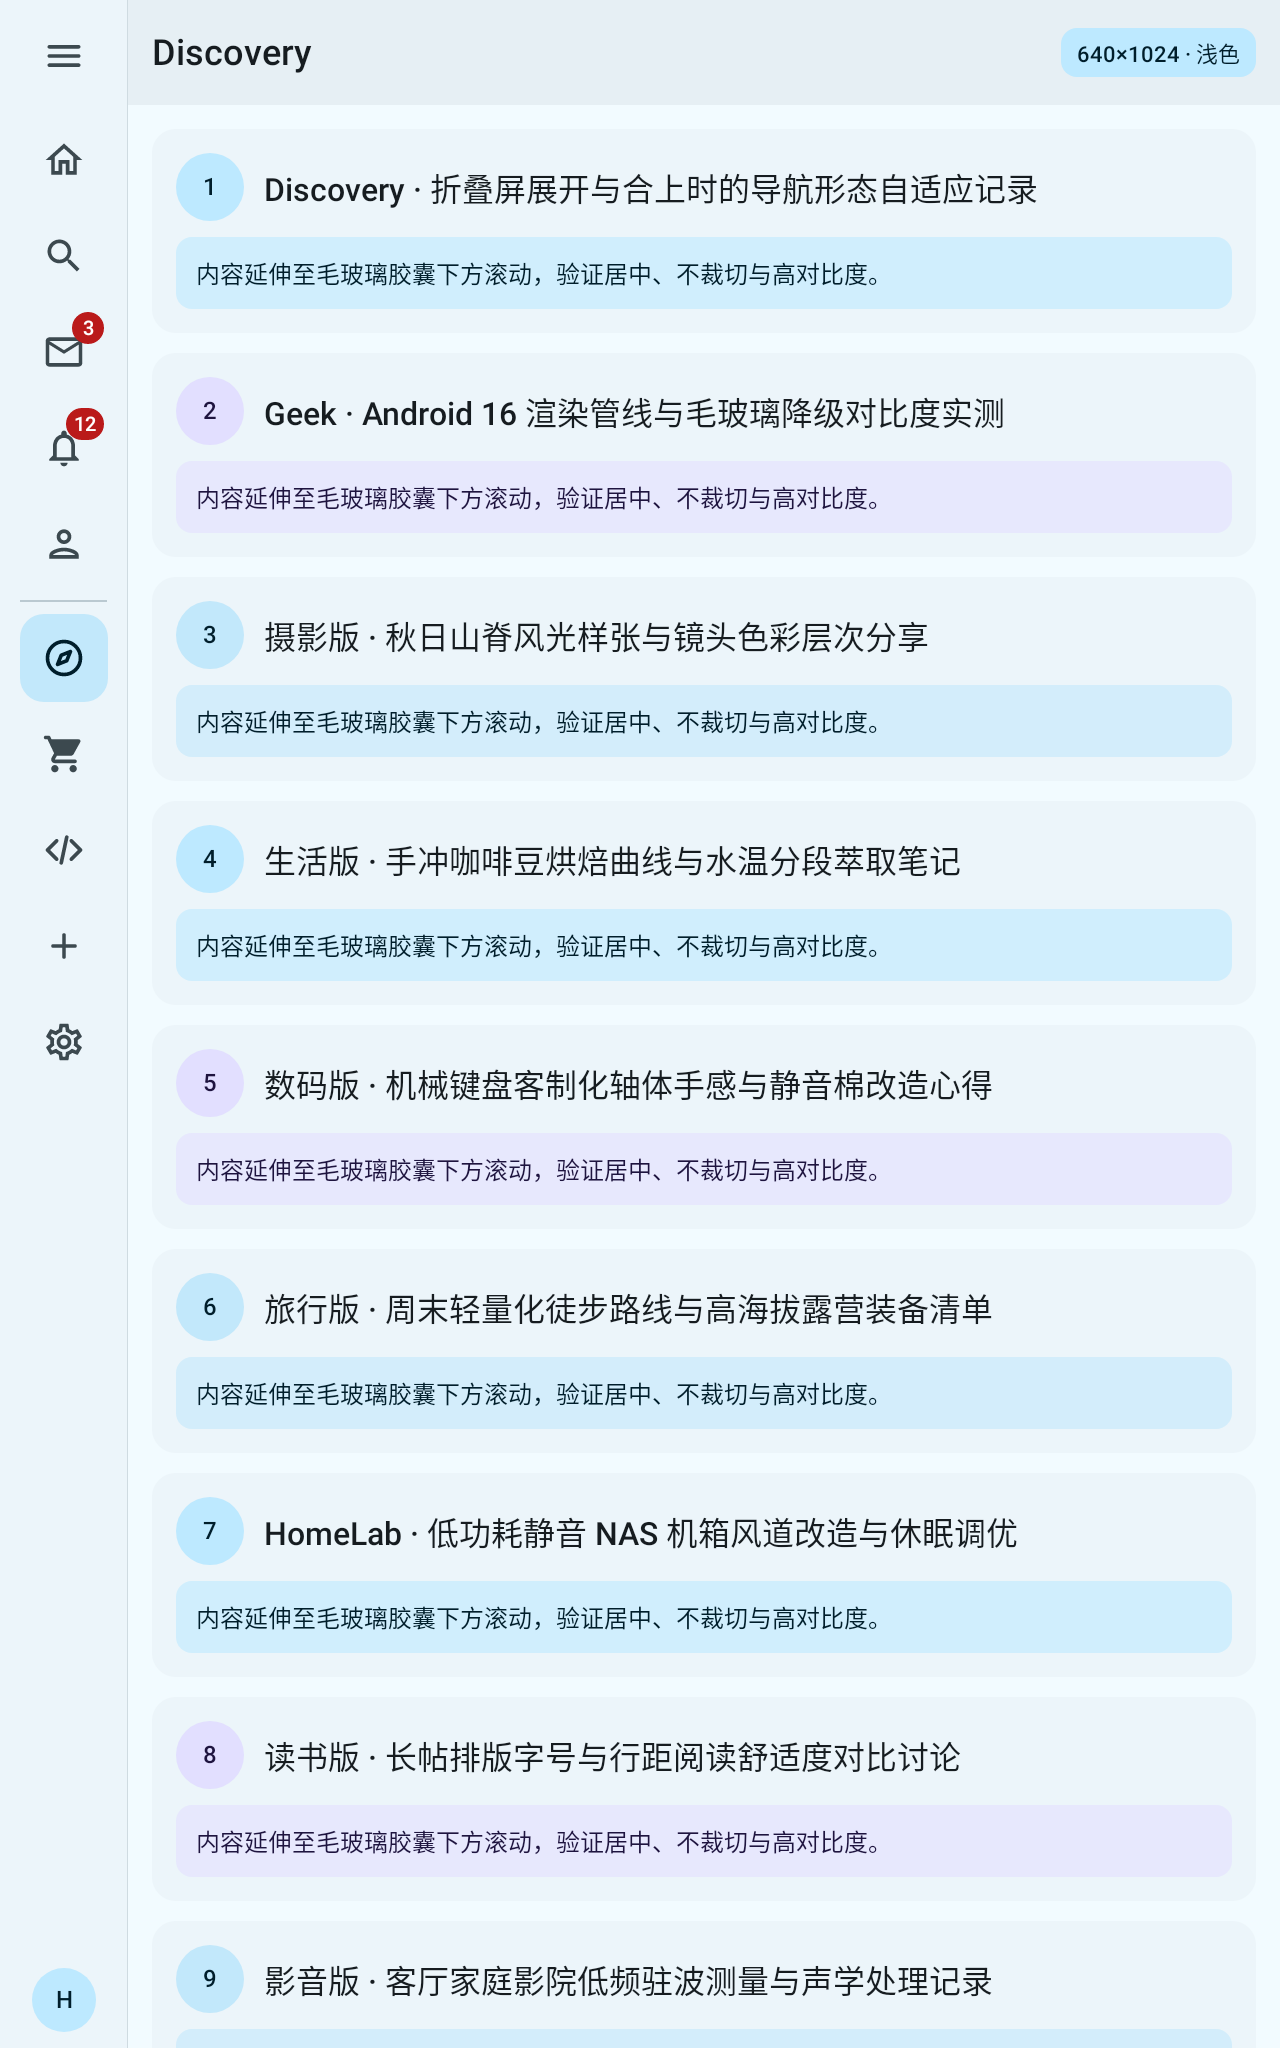 Discovery
640×1024 · 浅色
3
12
H
1
Discovery · 折叠屏展开与合上时的导航形态自适应记录
内容延伸至毛玻璃胶囊下方滚动，验证居中、不裁切与高对比度。
2
Geek · Android 16 渲染管线与毛玻璃降级对比度实测
内容延伸至毛玻璃胶囊下方滚动，验证居中、不裁切与高对比度。
3
摄影版 · 秋日山脊风光样张与镜头色彩层次分享
内容延伸至毛玻璃胶囊下方滚动，验证居中、不裁切与高对比度。
4
生活版 · 手冲咖啡豆烘焙曲线与水温分段萃取笔记
内容延伸至毛玻璃胶囊下方滚动，验证居中、不裁切与高对比度。
5
数码版 · 机械键盘客制化轴体手感与静音棉改造心得
内容延伸至毛玻璃胶囊下方滚动，验证居中、不裁切与高对比度。
6
旅行版 · 周末轻量化徒步路线与高海拔露营装备清单
内容延伸至毛玻璃胶囊下方滚动，验证居中、不裁切与高对比度。
7
HomeLab · 低功耗静音 NAS 机箱风道改造与休眠调优
内容延伸至毛玻璃胶囊下方滚动，验证居中、不裁切与高对比度。
8
读书版 · 长帖排版字号与行距阅读舒适度对比讨论
内容延伸至毛玻璃胶囊下方滚动，验证居中、不裁切与高对比度。
9
影音版 · 客厅家庭影院低频驻波测量与声学处理记录